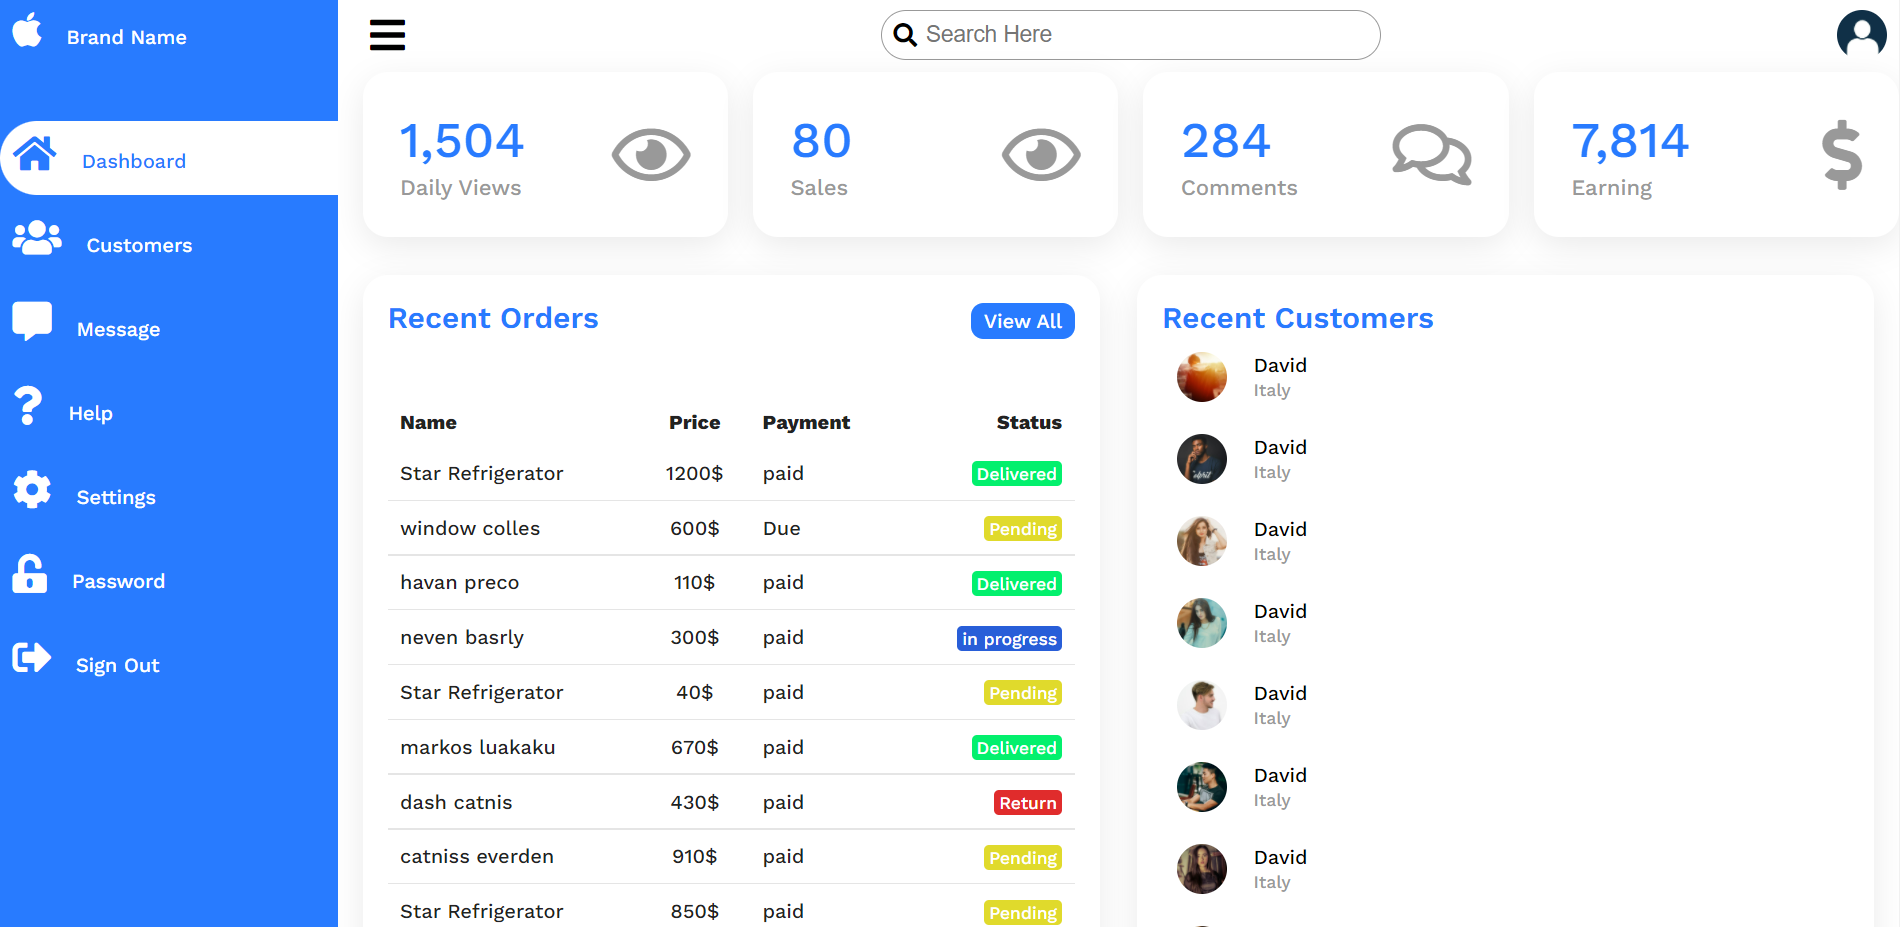 Brand Name
Dashboard
Customers
Message
Help
Settings
Password
Sign Out
Search Here
1,504
Daily Views
80
Sales
284
Comments
7,814
Earning
Recent Orders
View All
Name Price Payment Status
Star Refrigerator 1200$ paid Delivered
window colles 600$ Due Pending
havan preco 110$ paid Delivered
neven basrly 300$ paid in progress
Star Refrigerator 40$ paid Pending
markos luakaku 670$ paid Delivered
dash catnis 430$ paid Return
catniss everden 910$ paid Pending
Star Refrigerator 850$ paid Pending
Recent Customers
David
Italy
David
Italy
David
Italy
David
Italy
David
Italy
David
Italy
David
Italy